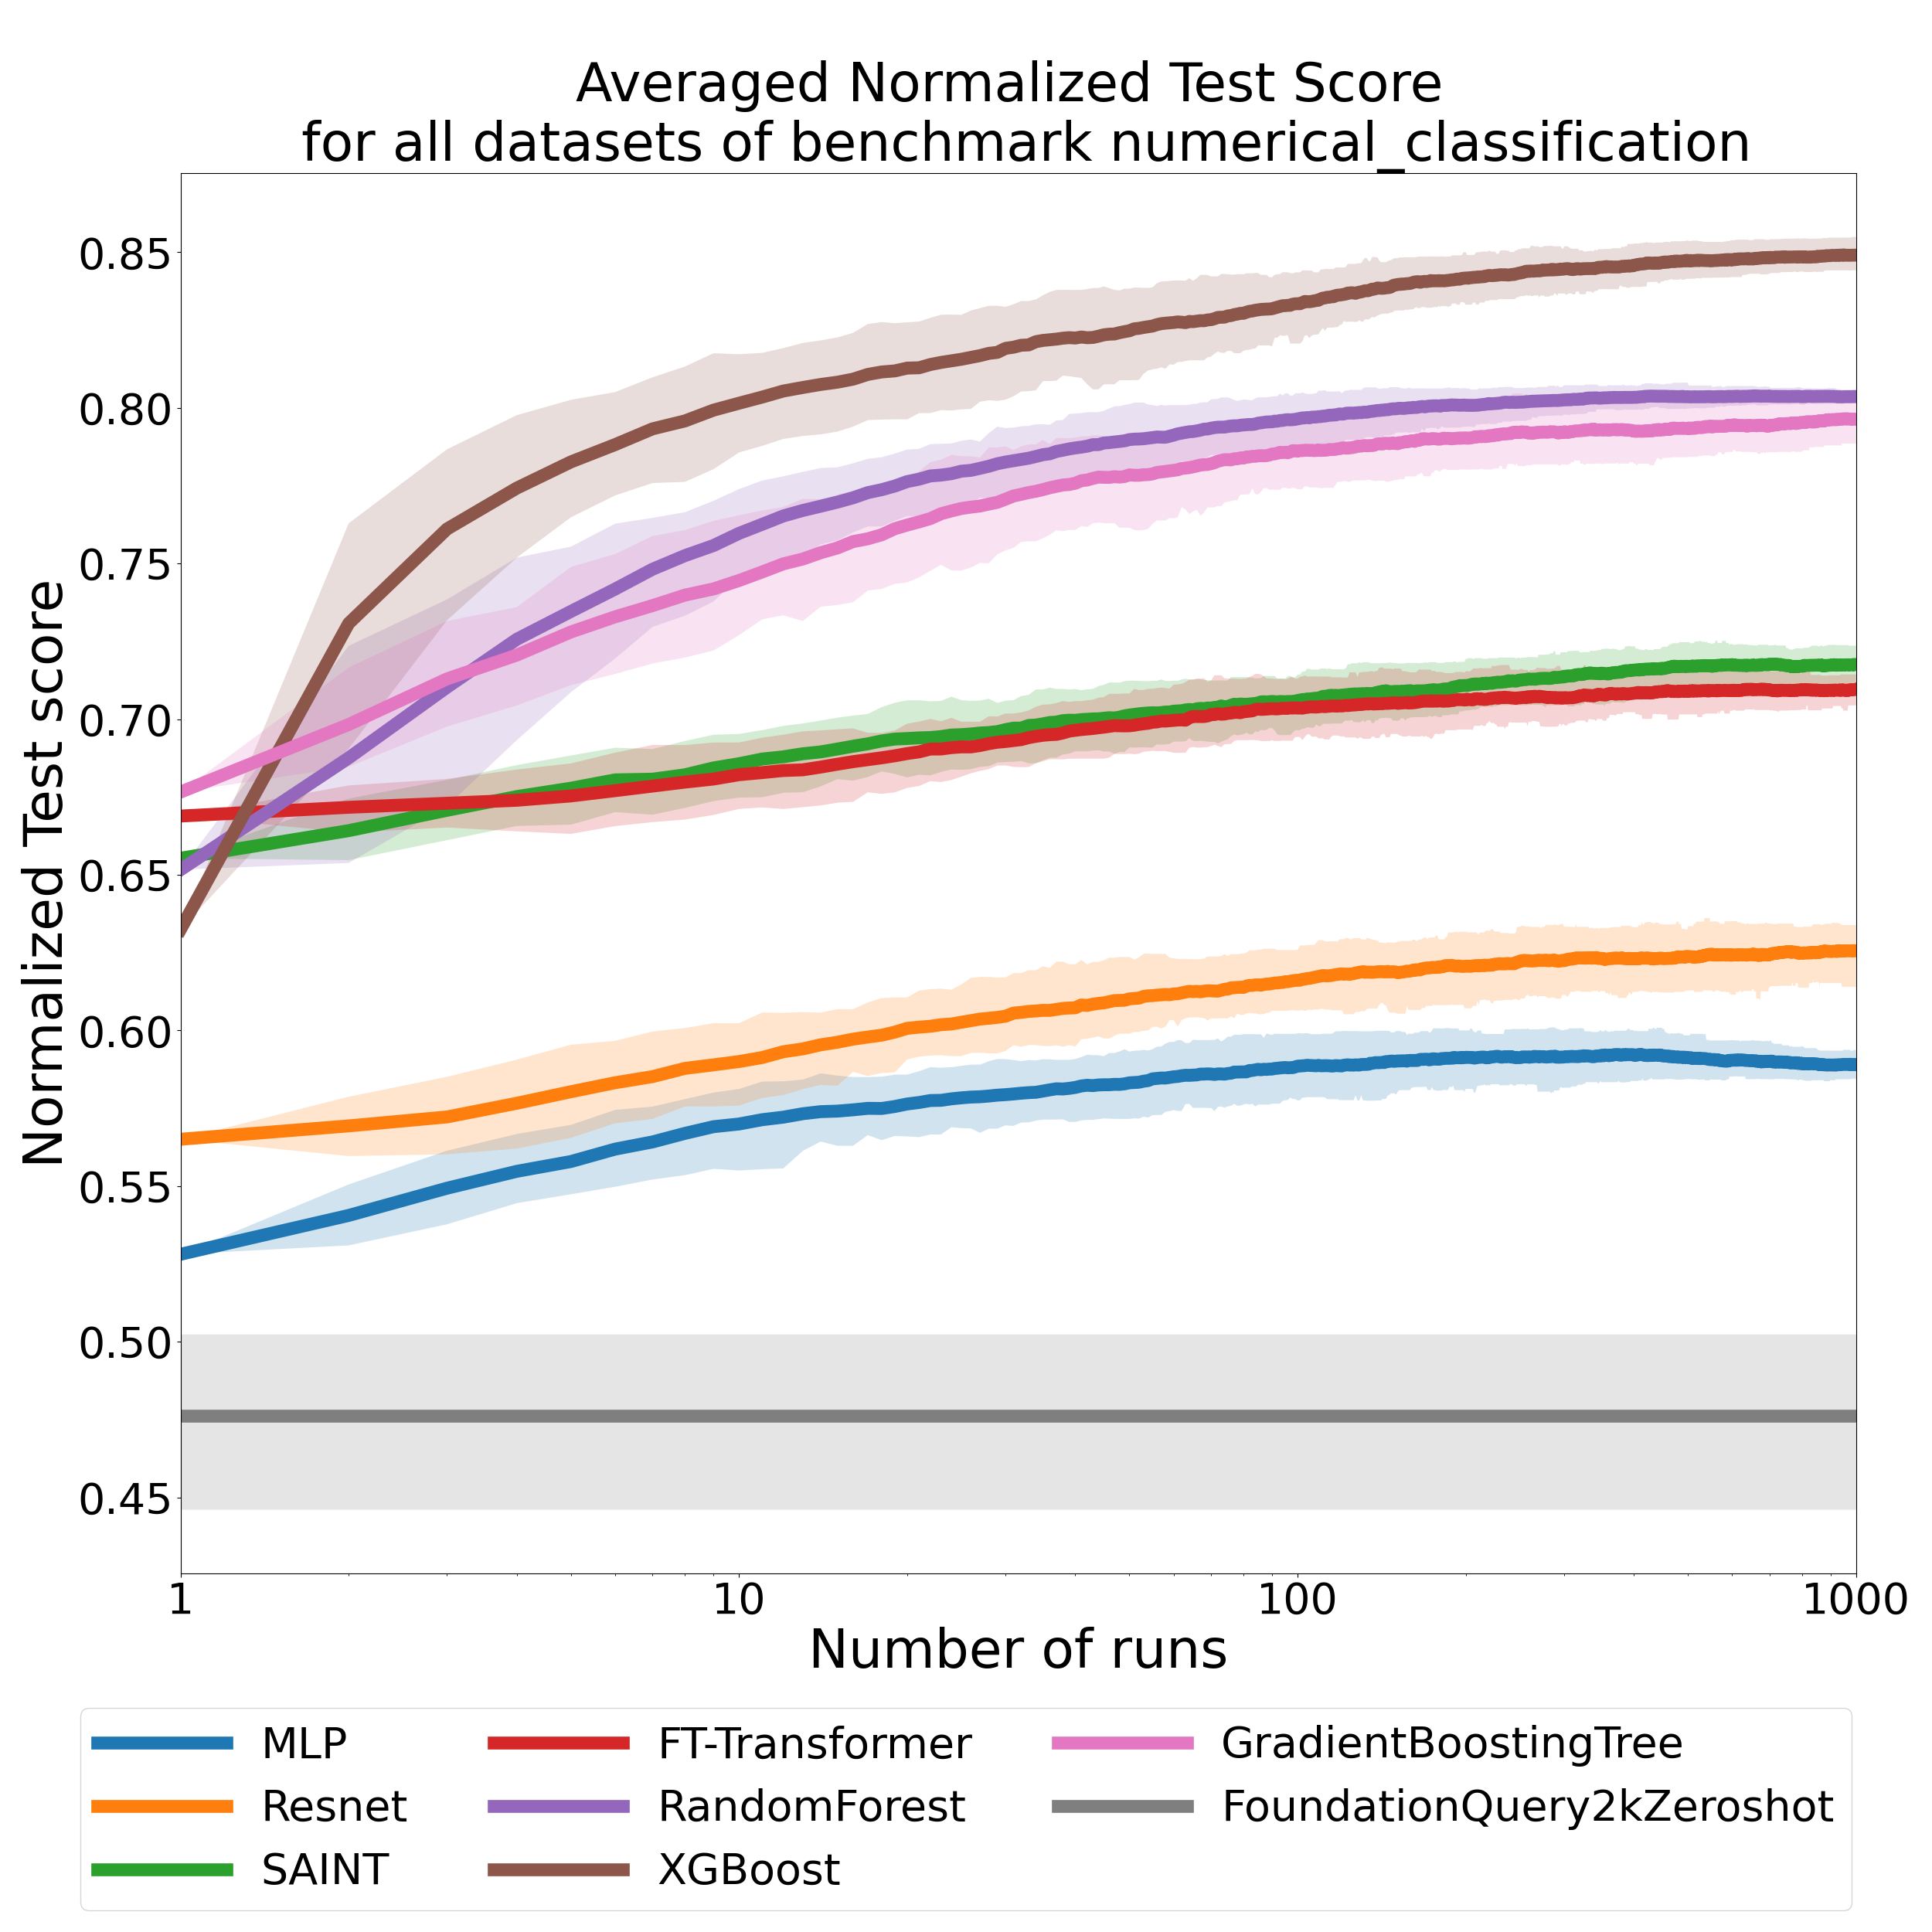 Averaged Normalized Test Score
for all datasets of benchmark numerical_classification
Normalized Test score
0.85
0.80
0.75
0.70
0.65
0.60
0.55
0.50
0.45
1 10 100 1000
Number of runs
MLP
Resnet
SAINT
FT-Transformer
RandomForest
XGBoost
GradientBoostingTree
FoundationQuery2kZeroshot